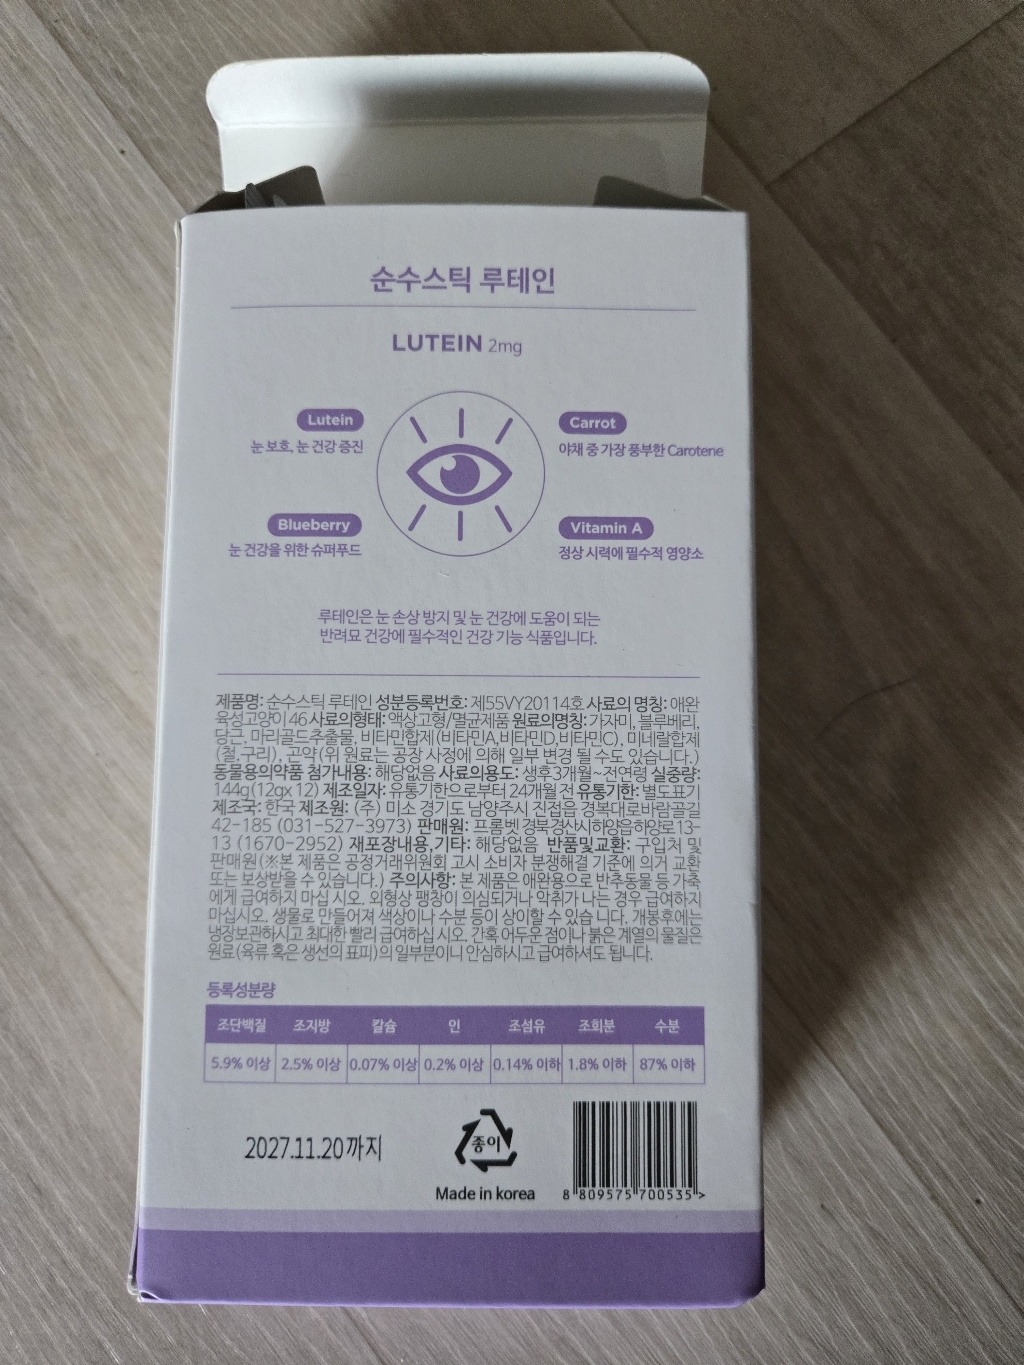 순수스틱 루테인
LUTEIN 2mg
Lutein
눈 보호, 눈 건강 증진
Carrot
야채 중 가장 풍부한 Carotene
Blueberry
눈 건강을 위한 슈퍼푸드
Vitamin A
정상 시력에 필수적 영양소
루테인은 눈 손상 방지 및 눈 건강에 도움이 되는
반려묘 건강에 필수적인 건강 기능 식품입니다.
제품명: 순수스틱 루테인 성분등록번호: 제55VY20114호 사료의 명칭: 애완
육성고양이 46 사료의형태: 액상고형/멸균제품 원료의명칭: 가자미, 블루베리,
당근, 마리골드추출물, 비타민합제(비타민A,비타민D,비타민C), 미네랄합제
(철,구리), 곤약(위 원료는 공장 사정에 의해 일부 변경 될 수도 있습니다.)
동물용의약품 첨가내용: 해당없음 사료의용도: 생후3개월~전연령 실중량:
144g(12gx12) 제조일자: 유통기한으로부터 24개월 전 유통기한: 별도표기
제조국: 한국 제조원: (주) 미소 경기도 남양주시 진접읍 경복대로바람골길
42-185 (031-527-3973) 판매원: 프롬벳 경북 경산시하양읍하양로13-
13 (1670-2952) 재포장내용,기타: 해당없음 반품및교환: 구입처 및
판매원(※본 제품은 공정거래위원회 고시 소비자 분쟁해결 기준에 의거 교환
또는 보상받을 수 있습니다.) 주의사항: 본 제품은 애완용으로 반추동물 등 가축
에게 급여하지 마십 시오. 외형상 팽창이 의심되거나 악취가 나는 경우 급여하지
마십시오. 생물로 만들어져 색상이나 수분 등이 상이할 수 있습 니다. 개봉후에는
냉장보관하시고 최대한 빨리 급여하십 시오. 간혹 어두운 점이나 붉은 계열의 물질은
원료(육류 혹은 생선의 표피)의 일부분이니 안심하시고 급여하셔도 됩니다.
등록성분량
조단백질 조지방 칼슘 인 조섬유 조회분 수분
5.9% 이상 2.5% 이상 0.07% 이상 0.2% 이상 0.14% 이하 1.8% 이하 87% 이하
2027.11.20까지
종이
Made in korea
8 809575 700535 >